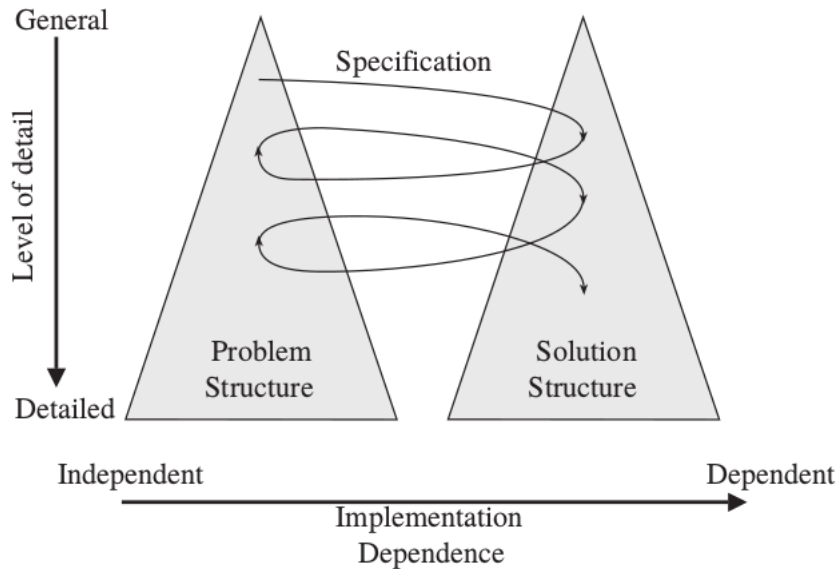 General
Specification
Level of detail
Problem
Structure
Solution
Structure
Detailed
Independent
Dependent
Implementation
Dependence